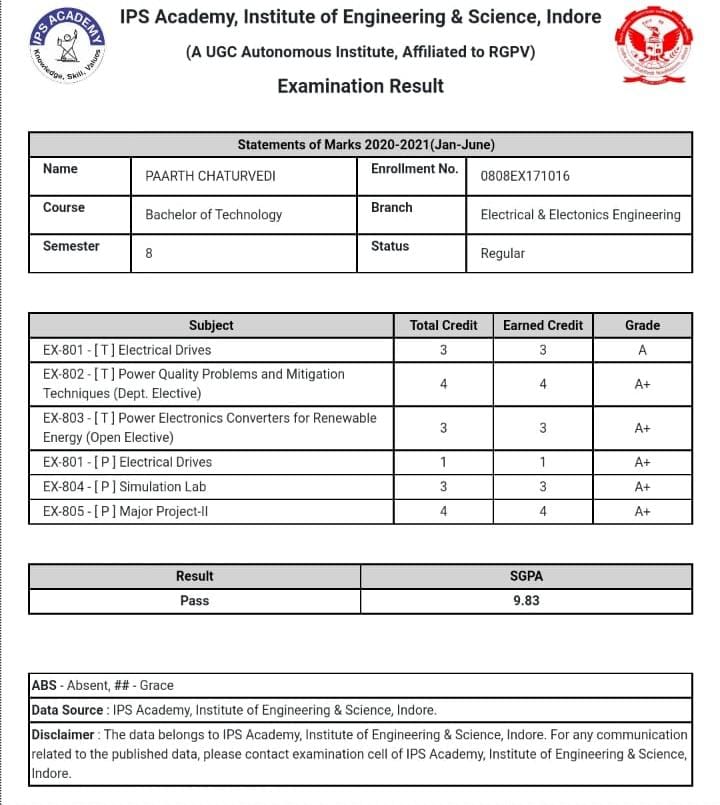 IPS ACADEMY
Knowledge, Skill, Values
IPS Academy, Institute of Engineering & Science, Indore
(A UGC Autonomous Institute, Affiliated to RGPV)
Examination Result
Statements of Marks 2020-2021(Jan-June)
Name PAARTH CHATURVEDI Enrollment No. 0808EX171016
Course Bachelor of Technology Branch Electrical & Electonics Engineering
Semester 8 Status Regular
Subject Total Credit Earned Credit Grade
EX-801 - [ T ] Electrical Drives 3 3 A
EX-802 - [ T ] Power Quality Problems and Mitigation
Techniques (Dept. Elective) 4 4 A+
EX-803 - [ T ] Power Electronics Converters for Renewable
Energy (Open Elective) 3 3 A+
EX-801 - [ P ] Electrical Drives 1 1 A+
EX-804 - [ P ] Simulation Lab 3 3 A+
EX-805 - [ P ] Major Project-II 4 4 A+
Result SGPA
Pass 9.83
ABS - Absent, ## - Grace
Data Source : IPS Academy, Institute of Engineering & Science, Indore.
Disclaimer : The data belongs to IPS Academy, Institute of Engineering & Science, Indore. For any communication
related to the published data, please contact examination cell of IPS Academy, Institute of Engineering & Science,
Indore.